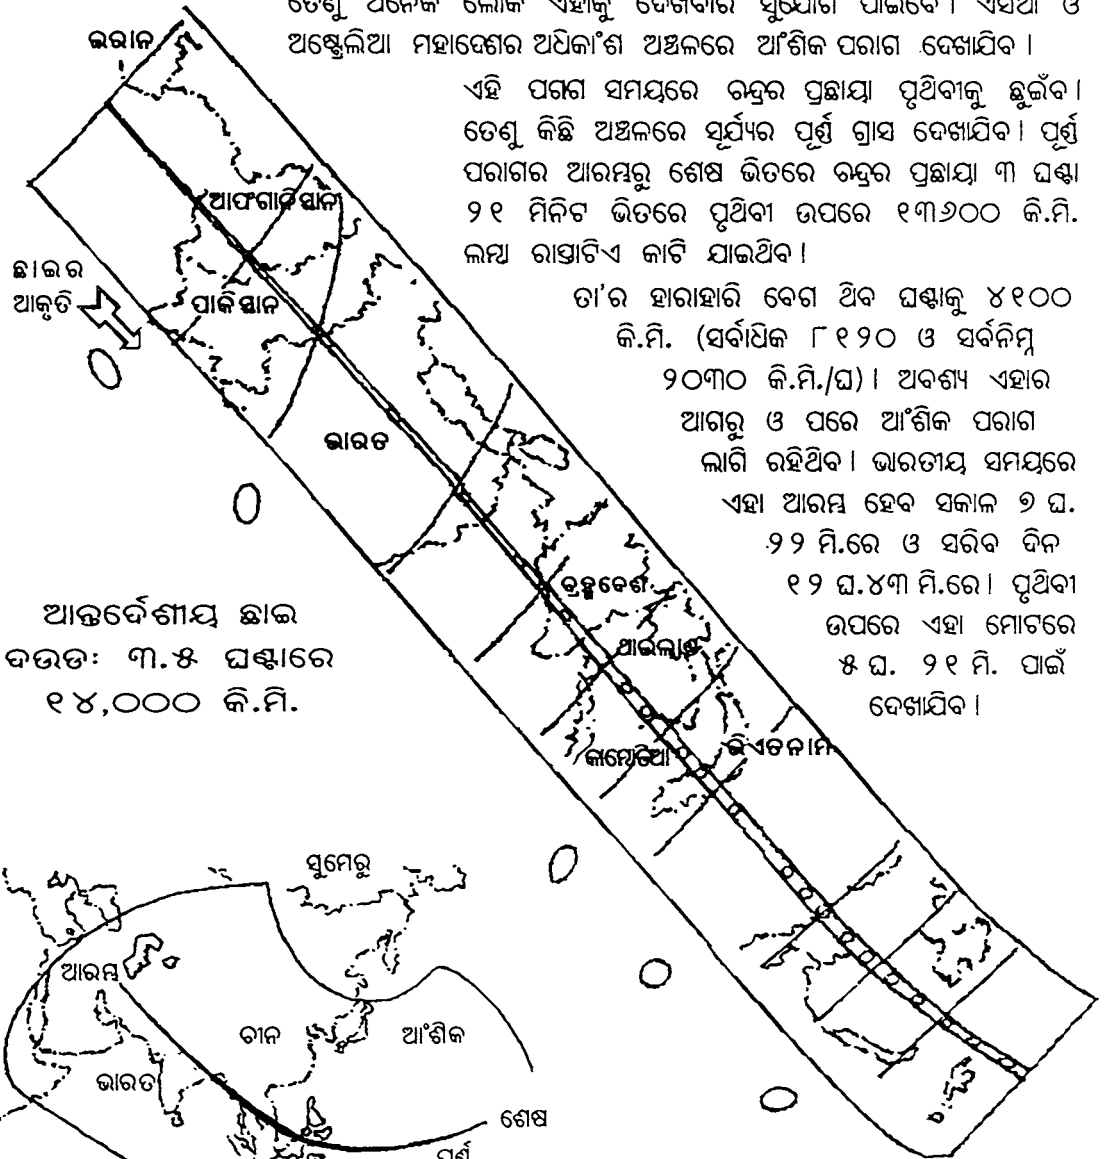 ତେଣୁ ଅନେକ ଲୋକ ଏହାକୁ ଦେଖିବାର ସୁଯୋଗ ପାଇବେ। ଏସିଆ ଓ
ଅଷ୍ଟ୍ରେଲିଆ ମହାଦେଶର ଅଧିକାଂଶ ଅଞ୍ଚଳରେ ଆଂଶିକ ପରାଗ ଦେଖାଯିବ।
ଏହି ପରାଗ ସମୟରେ ଚନ୍ଦ୍ରର ପ୍ରଛାୟା ପୃଥିବୀକୁ ଛୁଇଁବ।
ତେଣୁ କିଛି ଅଞ୍ଚଳରେ ସୂର୍ଯ୍ୟର ପୂର୍ଣ୍ଣ ଗ୍ରାସ ଦେଖାଯିବ। ପୂର୍ଣ୍ଣ
ପରାଗର ଆରମ୍ଭରୁ ଶେଷ ଭିତରେ ଚନ୍ଦ୍ରର ପ୍ରଛାୟା ୩ ଘଣ୍ଟା
୨୧ ମିନିଟ ଭିତରେ ପୃଥିବୀ ଉପରେ ୧୩୬୦୦ କି.ମି.
ଲମ୍ବା ରାସ୍ତାଟିଏ କାଟି ଯାଇଥିବ।
ତା'ର ହାରାହାରି ବେଗ ଥିବ ଘଣ୍ଟାକୁ ୪୧୦୦
କି.ମି. (ସର୍ବାଧିକ ୮୧୨୦ ଓ ସର୍ବନିମ୍ନ
୨୦୩୦ କି.ମି./ଘ)। ଅବଶ୍ୟ ଏହାର
ଆଗରୁ ଓ ପରେ ଆଂଶିକ ପରାଗ
ଲାଗି ରହିଥିବ। ଭାରତୀୟ ସମୟରେ
ଏହା ଆରମ୍ଭ ହେବ ସକାଳ ୭ ଘ.
୨୨ ମି.ରେ ଓ ସରିବ ଦିନ
୧୨ ଘ.୪୩ ମି.ରେ। ପୃଥିବୀ
ଉପରେ ଏହା ମୋଟରେ
୫ ଘ. ୨୧ ମି. ପାଇଁ
ଦେଖାଯିବ।
ଇରାନ
ଆଫଗାନିସ୍ତାନ
ପାକିସ୍ତାନ
ଛାଇର
ଆକୃତି
ଭାରତ
ବ୍ରହ୍ମଦେଶ
ଥାଇଲ୍ୟାଣ୍ଡ
କାମ୍ବୋଡିଆ
ଭିଏତନାମ
ଆନ୍ତର୍ଦେଶୀୟ ଛାଇ
ଦଉଡ: ୩.୫ ଘଣ୍ଟାରେ
୧୪,୦୦୦ କି.ମି.
ସୁମେରୁ
ଆରମ୍ଭ
ଚୀନ
ଆଂଶିକ
ଭାରତ
ଶେଷ
ପୂର୍ଣ୍ଣ